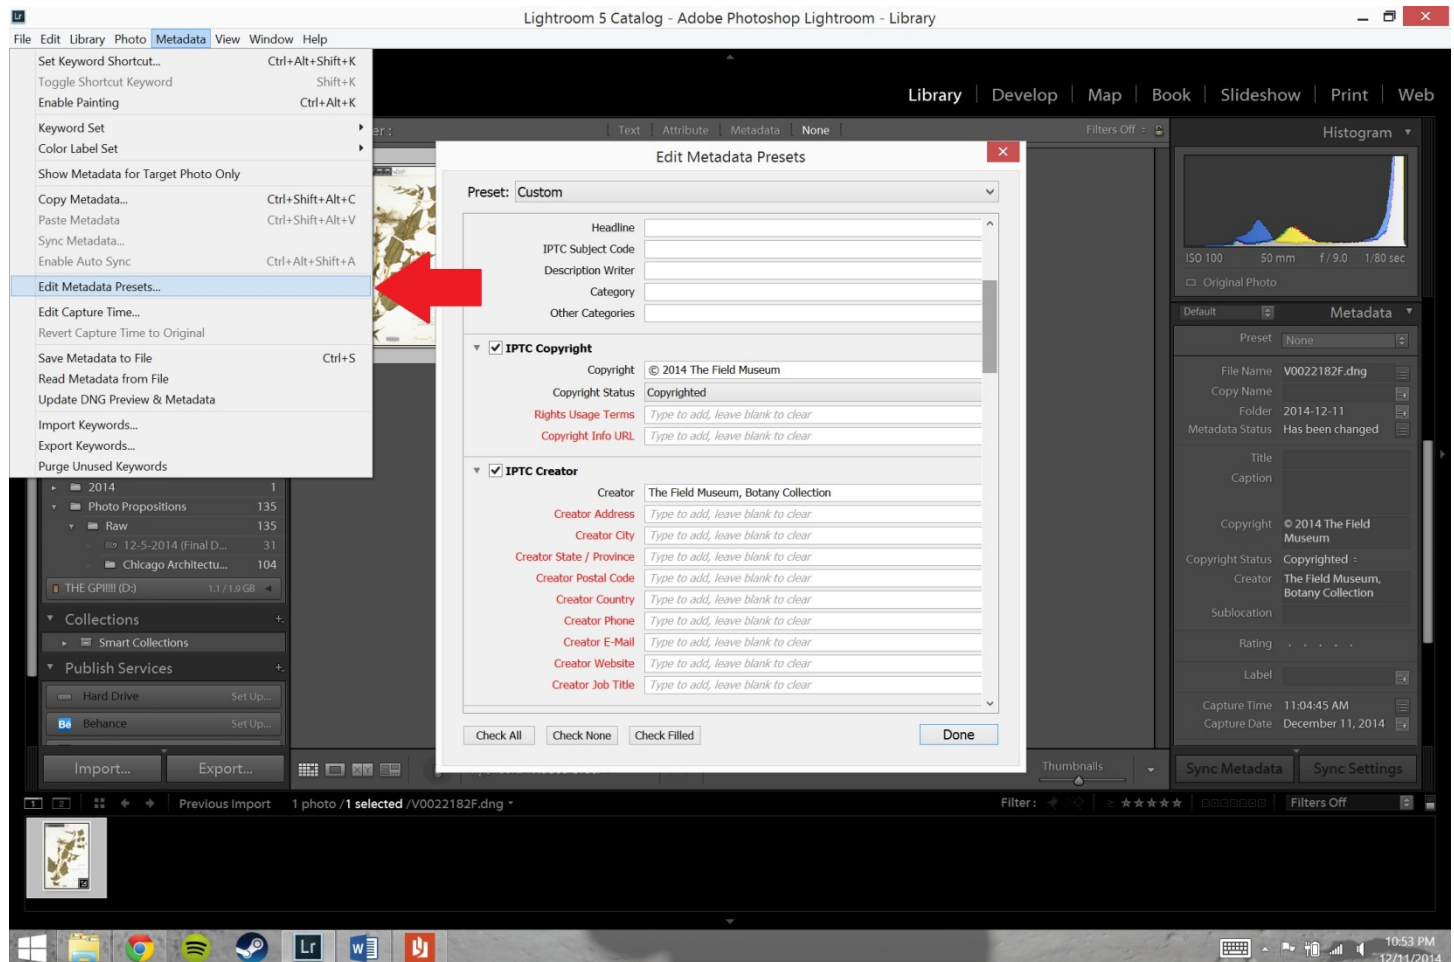 Lr
Lightroom 5 Catalog - Adobe Photoshop Lightroom - Library
File Edit Library Photo Metadata View Window Help
Set Keyword Shortcut... Ctrl+Alt+Shift+K
Toggle Shortcut Keyword Shift+K
Enable Painting Ctrl+Alt+K
Keyword Set
Color Label Set
Show Metadata for Target Photo Only
Copy Metadata... Ctrl+Shift+Alt+C
Paste Metadata Ctrl+Shift+Alt+V
Sync Metadata...
Enable Auto Sync Ctrl+Alt+Shift+A
Edit Metadata Presets...
Edit Capture Time...
Revert Capture Time to Original
Save Metadata to File Ctrl+S
Read Metadata from File
Update DNG Preview & Metadata
Import Keywords...
Export Keywords...
Purge Unused Keywords
Library | Develop | Map | Book | Slideshow | Print | Web
er : Text Attribute Metadata None Filters Off
Edit Metadata Presets
Preset: Custom
Headline
IPTC Subject Code
Description Writer
Category
Other Categories
IPTC Copyright
Copyright © 2014 The Field Museum
Copyright Status Copyrighted
Rights Usage Terms Type to add, leave blank to clear
Copyright Info URL Type to add, leave blank to clear
IPTC Creator
Creator The Field Museum, Botany Collection
Creator Address Type to add, leave blank to clear
Creator City Type to add, leave blank to clear
Creator State / Province Type to add, leave blank to clear
Creator Postal Code Type to add, leave blank to clear
Creator Country Type to add, leave blank to clear
Creator Phone Type to add, leave blank to clear
Creator E-Mail Type to add, leave blank to clear
Creator Website Type to add, leave blank to clear
Creator Job Title Type to add, leave blank to clear
Check All Check None Check Filled Done
Histogram
ISO 100 50 mm f / 9.0 1/80 sec
Original Photo
Default Metadata
Preset None
File Name V0022182F.dng
Copy Name
Folder 2014-12-11
Metadata Status Has been changed
Title
Caption
Copyright © 2014 The Field
Museum
Copyright Status Copyrighted
Creator The Field Museum,
Botany Collection
Sublocation
Rating
Label
Capture Time 11:04:45 AM
Capture Date December 11, 2014
Sync Metadata Sync Settings
2014 1
Photo Propositions 135
Raw 135
12-5-2014 (Final D... 31
Chicago Architectu... 104
THE GPIIIII (D:) 1.1 / 1.9 GB
Collections
Smart Collections
Publish Services
Hard Drive Set Up...
Bē Behance Set Up...
Import... Export...
Thumbnails
1 2 Previous Import 1 photo /1 selected /V0022182F.dng
Filter : ≥ ★★★★★ Filters Off
Lr
10:53 PM
12/11/2014